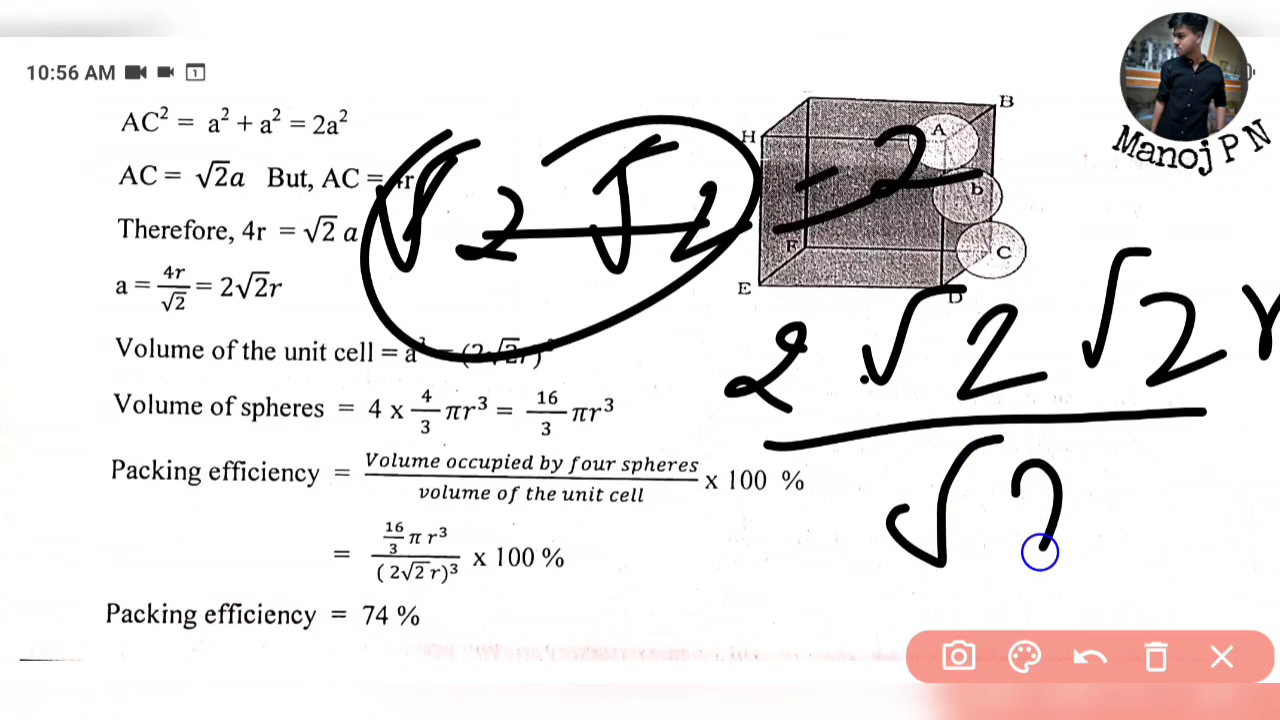 10:56 AM 1
Manoj P N
AC² = a² + a² = 2a²
AC = √2a But, AC = 4r
Therefore, 4r = √2 a
a = 4r/√2 = 2√2r
Volume of the unit cell = a³ = (2√2r)³
Volume of spheres = 4 x 4/3 πr³ = 16/3 πr³
Packing efficiency = Volume occupied by four spheres / volume of the unit cell x 100 %
= 16/3 π r³ / (2√2 r)³ x 100 %
Packing efficiency = 74 %
H
B
A
b
F
C
E
D
√2 √2 = 2
2 √2 √2 r
√2